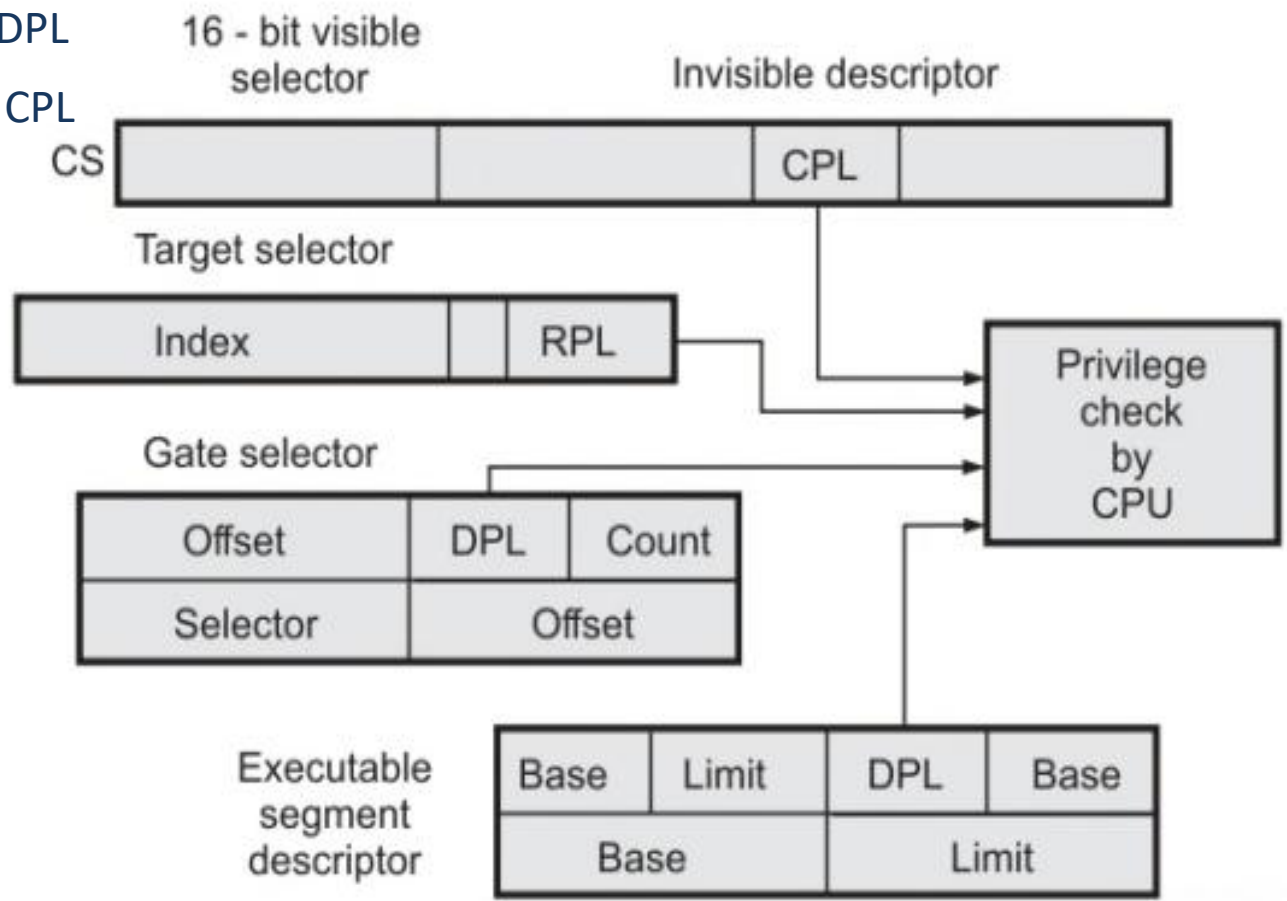 DPL
CPL
16 - bit visible
selector
Invisible descriptor
CS
CPL
Target selector
Index
RPL
Gate selector
Offset
DPL
Count
Selector
Offset
Privilege
check
by
CPU
Executable
segment
descriptor
Base
Limit
DPL
Base
Base
Limit